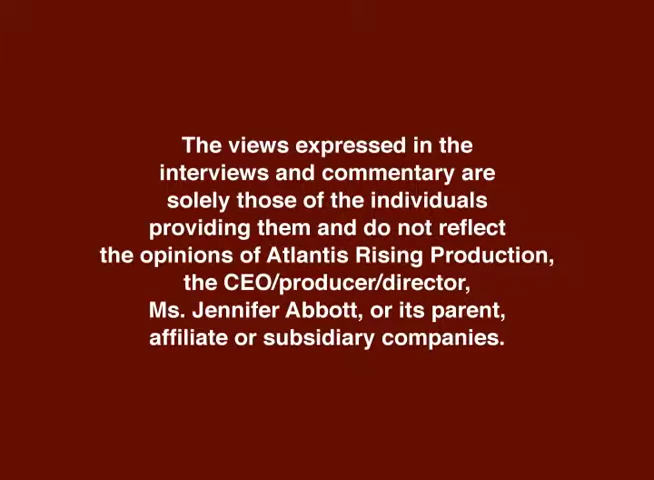 The views expressed in the
interviews and commentary are
solely those of the individuals
providing them and do not reflect
the opinions of Atlantis Rising Production,
the CEO/producer/director,
Ms. Jennifer Abbott, or its parent,
affiliate or subsidiary companies.